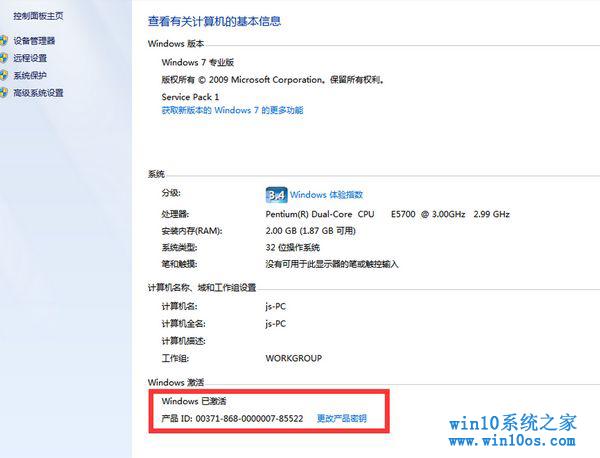 控制面板主页
设备管理器
远程设置
系统保护
高级系统设置
查看有关计算机的基本信息
Windows 版本
Windows 7 专业版
版权所有 © 2009 Microsoft Corporation。保留所有权利。
Service Pack 1
获取新版本的 Windows 7 的更多功能
系统
分级: 3.4 Windows 体验指数
处理器: Pentium(R) Dual-Core CPU E5700 @ 3.00GHz 2.99 GHz
安装内存(RAM): 2.00 GB (1.87 GB 可用)
系统类型: 32 位操作系统
笔和触摸: 没有可用于此显示器的笔或触控输入
计算机名称、域和工作组设置
计算机名: js-PC
计算机全名: js-PC
计算机描述:
工作组: WORKGROUP
Windows 激活
Windows 已激活
产品 ID: 00371-868-0000007-85522 更改产品密钥
win10系统之家
www.win10os.com